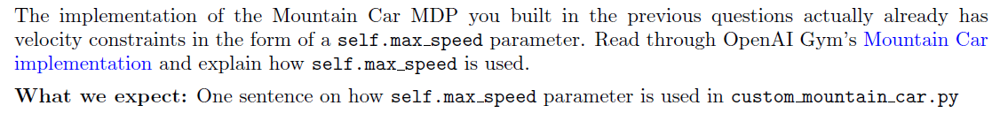 The implementation of the Mountain Car MDP you built in the previous questions actually already has
velocity constraints in the form of a self.max_speed parameter. Read through OpenAI Gym's Mountain Car
implementation and explain how self.max_speed is used.
What we expect: One sentence on how self.max_speed parameter is used in custom_mountain_car.py